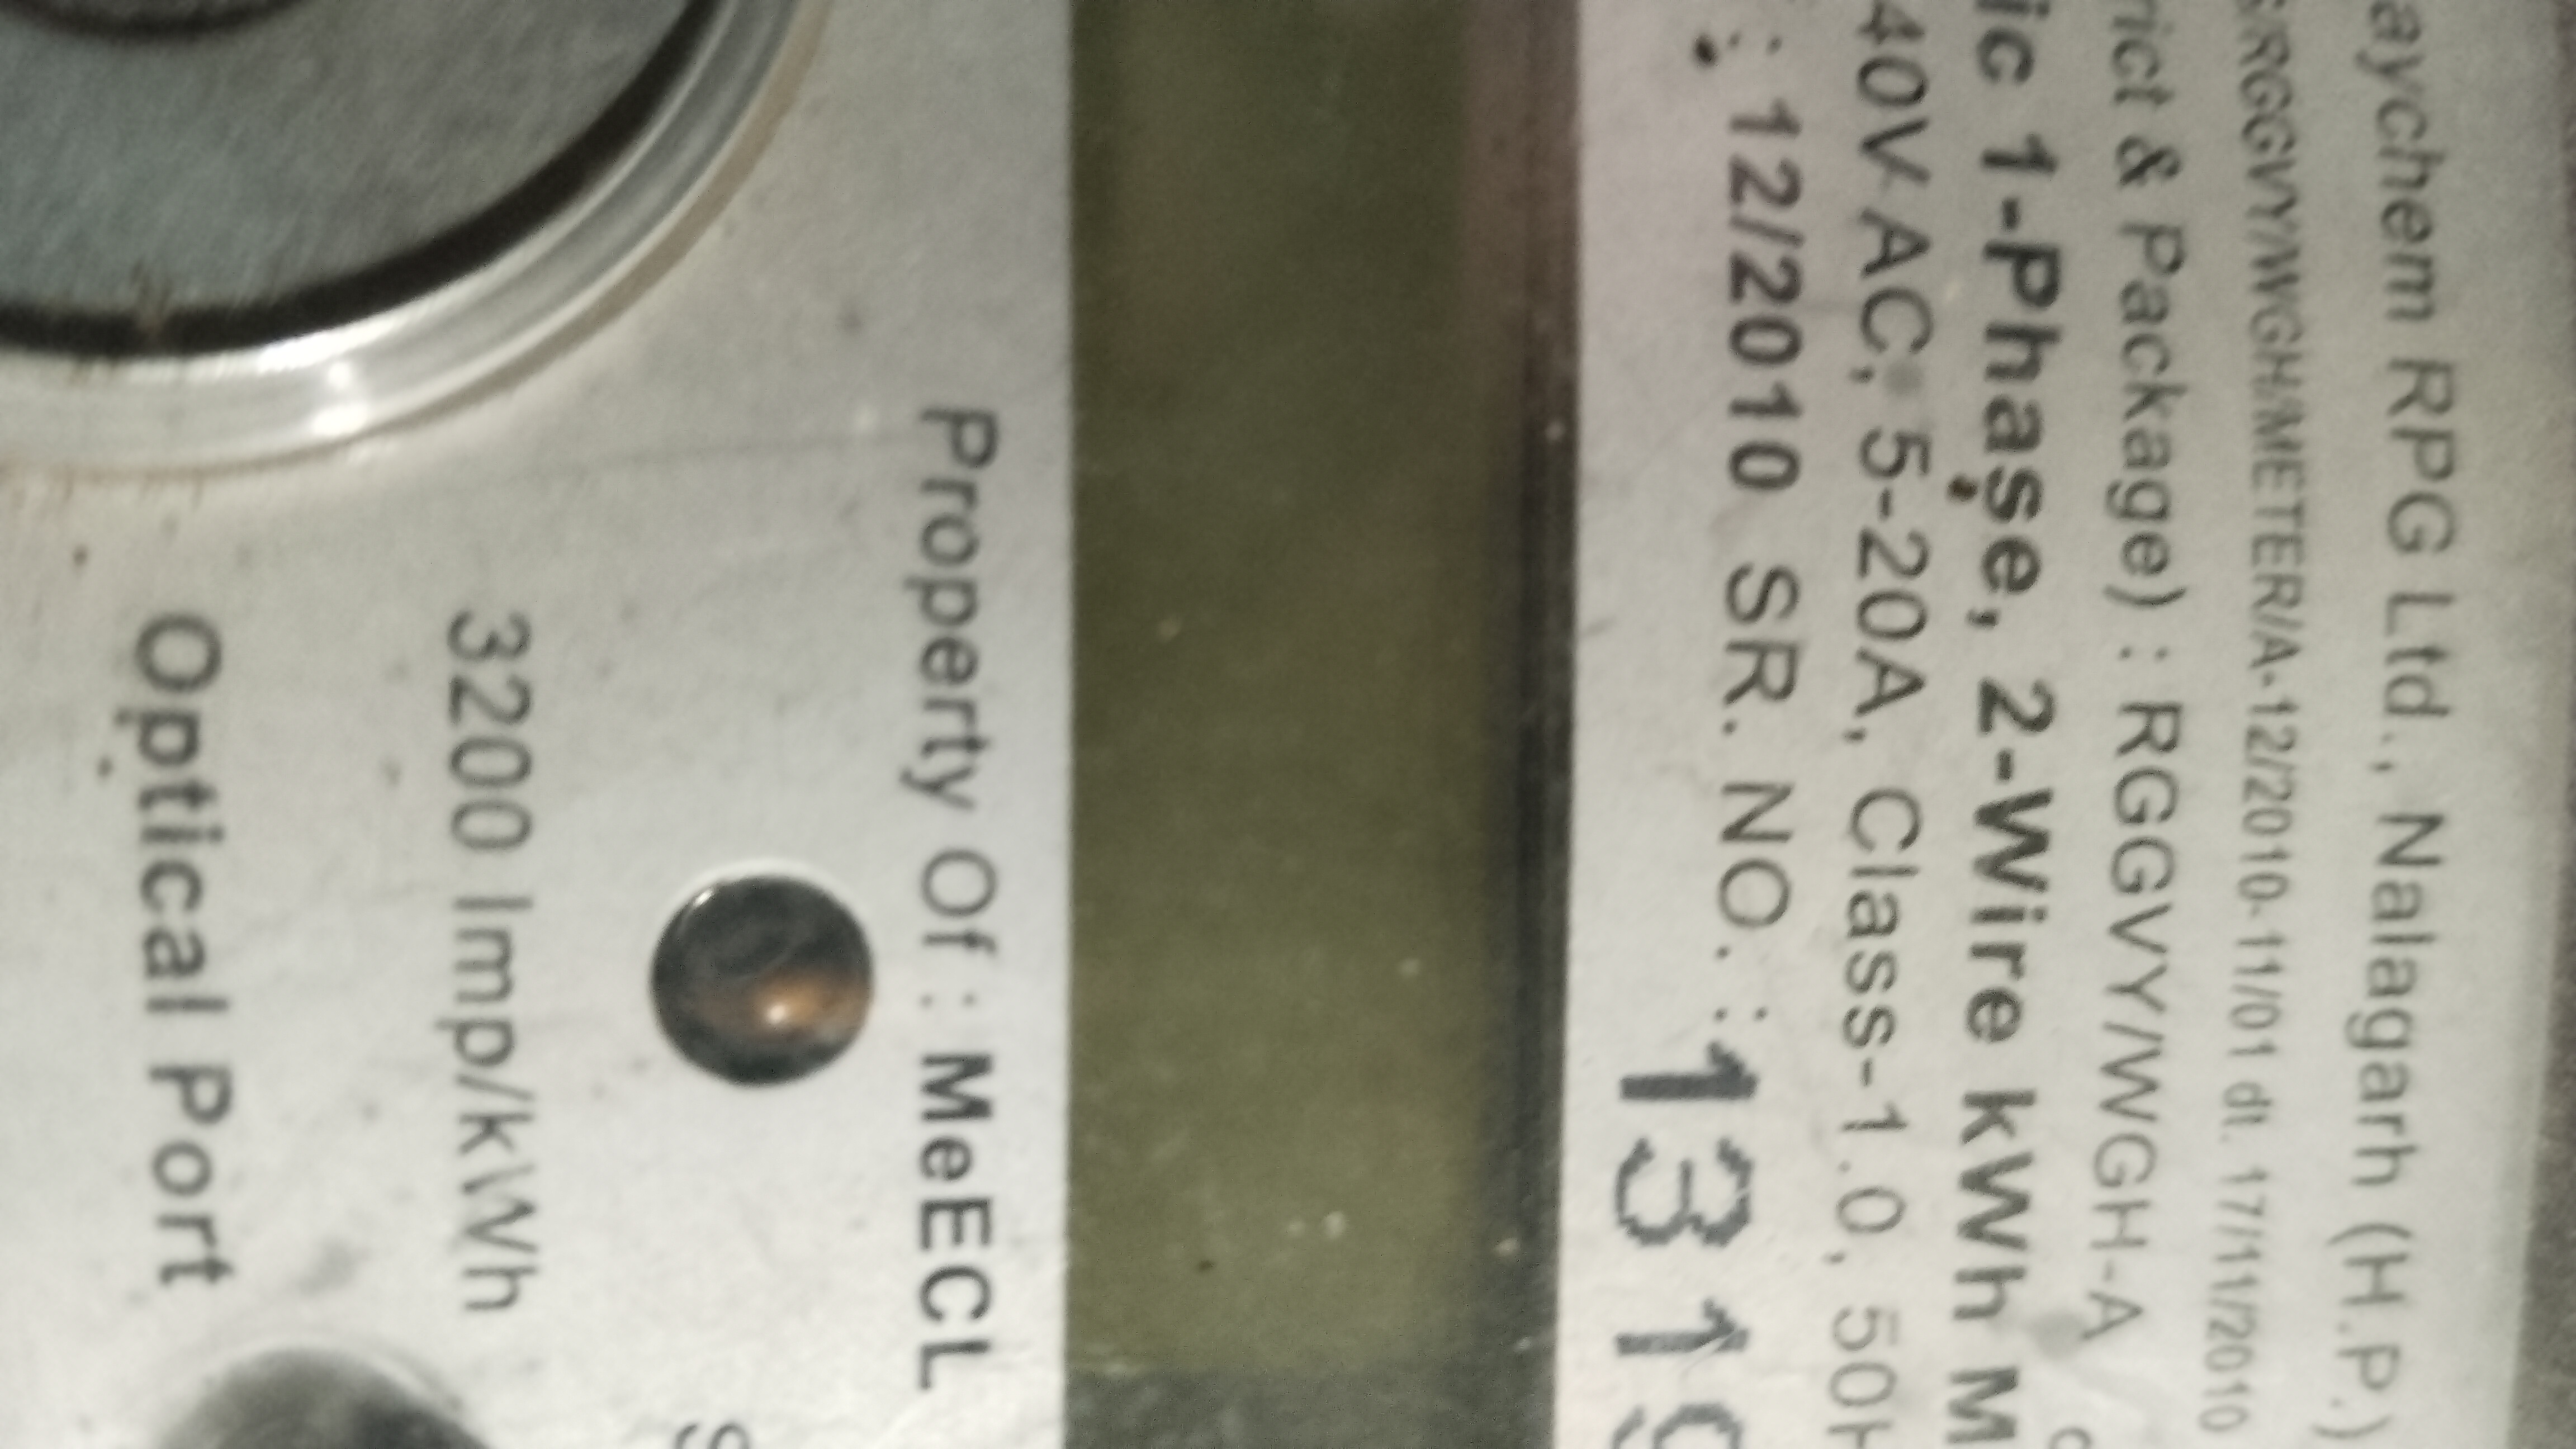 aychem RPG Ltd., Nalagarh (H.P.)
RGGVY/WGH/METER/A-12/2010-11/01 dt. 17/11/2010
rict & Package) : RGGVY/WGH-A
ic 1-Phase, 2-Wire kWh M
40V AC, 5-20A, Class-1.0, 50H
: 12/2010 SR. NO. : 1319
Property Of : MeECL
3200 Imp/kWh
Optical Port